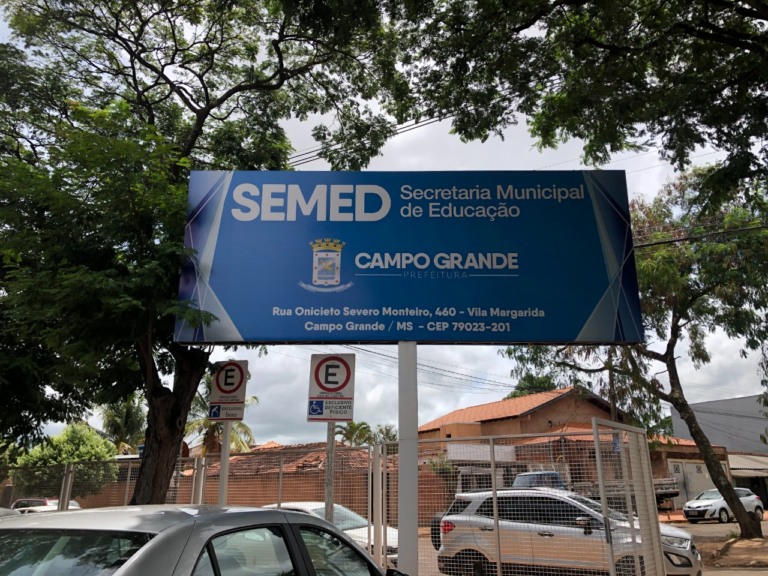 SEMED
Secretaria Municipal
de Educação
CAMPO GRANDE
PREFEITURA
Rua Onicieto Severo Monteiro, 460 - Vila Margarida
Campo Grande / MS - CEP 79023-201
E
EXCLUSIVO
E
EXCLUSIVO
DEFICIENTE
FÍSICO